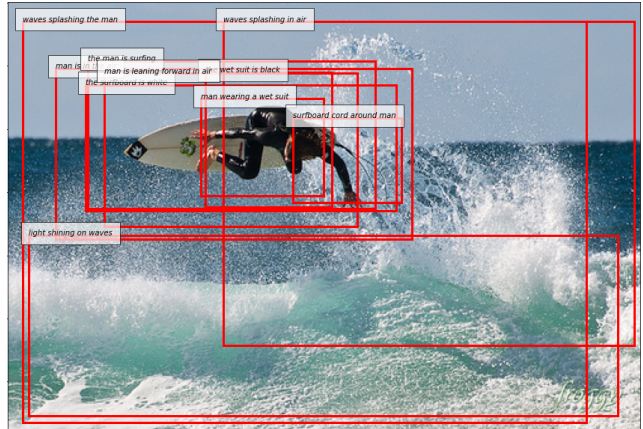 waves splashing the man
waves splashing in air
the man is surfing
man is in
wet suit is black
man is leaning forward in air
the surfboard is white
man wearing a wet suit
surfboard cord around man
light shining on waves